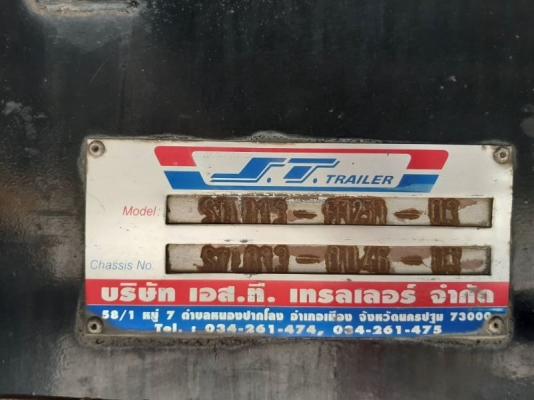 S.T. TRAILER
Model:
Chassis No.
บริษัท เอส.ที. เทรลเลอร์ จำกัด
58/1 หมู่ 7 ตำบลหนองปากโลง อำเภอเมือง จังหวัดนครปฐม 73000
Tel. : 034-261-474, 034-261-475